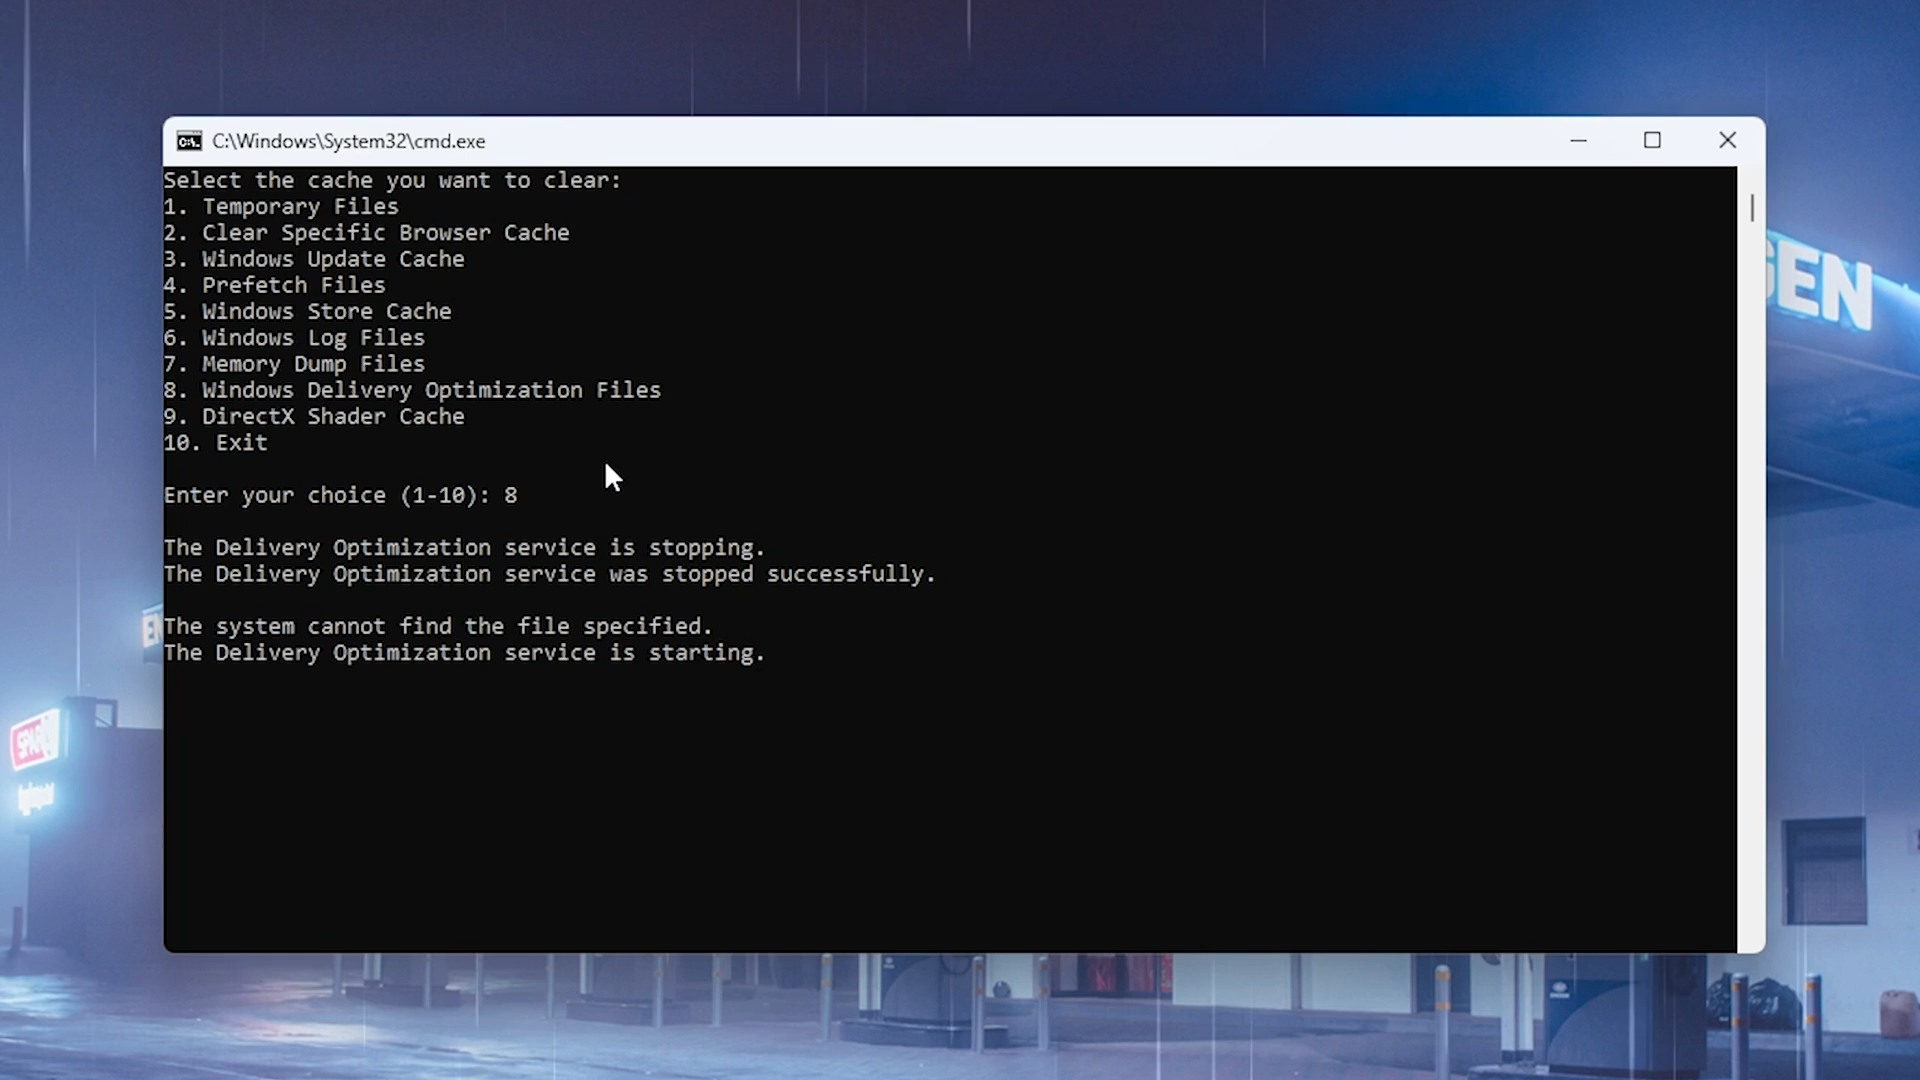 C:\Windows\System32\cmd.exe
Select the cache you want to clear:
1. Temporary Files
2. Clear Specific Browser Cache
3. Windows Update Cache
4. Prefetch Files
5. Windows Store Cache
6. Windows Log Files
7. Memory Dump Files
8. Windows Delivery Optimization Files
9. DirectX Shader Cache
10. Exit
Enter your choice (1-10): 8
The Delivery Optimization service is stopping.
The Delivery Optimization service was stopped successfully.
The system cannot find the file specified.
The Delivery Optimization service is starting.
GEN
EN
SPAR